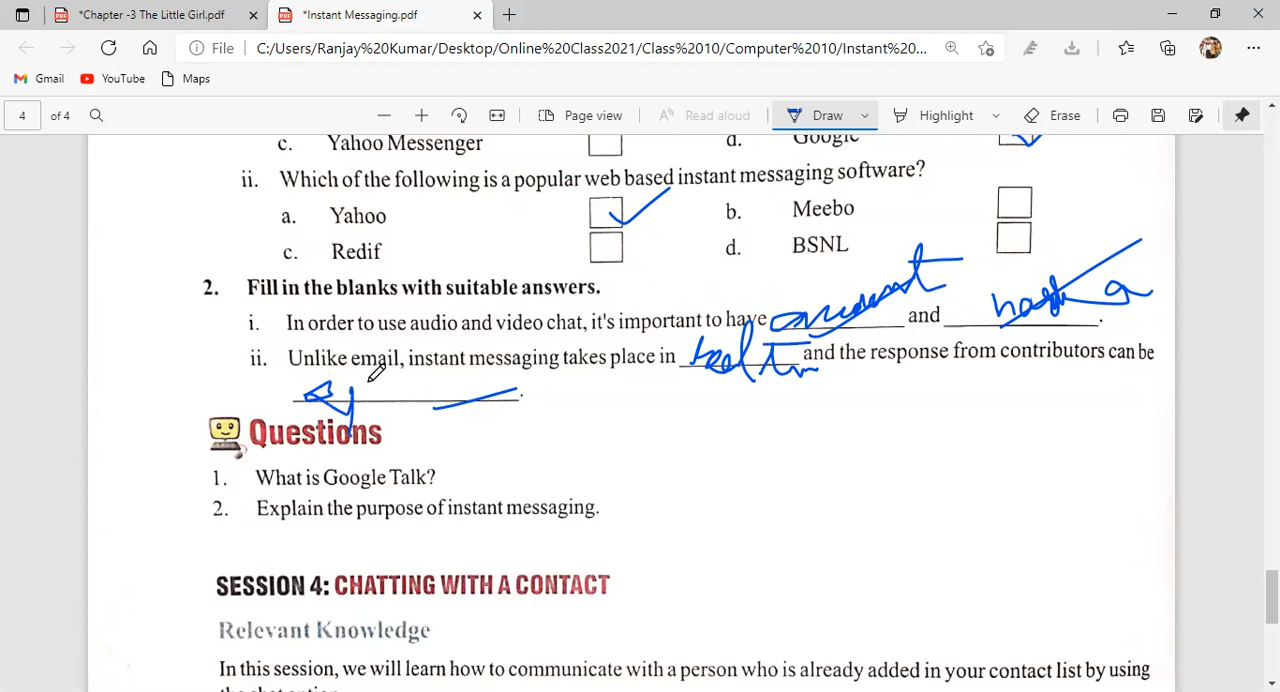 *Chapter -3 The Little Girl.pdf
*Instant Messaging.pdf
File
C:/Users/Ranjay%20Kumar/Desktop/Online%20Class2021/Class%2010/Computer%2010/Instant%20...
Gmail YouTube Maps
4 of 4 Page view Read aloud Draw Highlight Erase
c. Yahoo Messenger d. Google
ii. Which of the following is a popular web based instant messaging software?
a. Yahoo b. Meebo
c. Redif d. BSNL
2. Fill in the blanks with suitable answers.
i. In order to use audio and video chat, it's important to have ____ and ____.
ii. Unlike email, instant messaging takes place in ____ and the response from contributors can be
____.
Questions
1. What is Google Talk?
2. Explain the purpose of instant messaging.
SESSION 4: CHATTING WITH A CONTACT
Relevant Knowledge
In this session, we will learn how to communicate with a person who is already added in your contact list by using